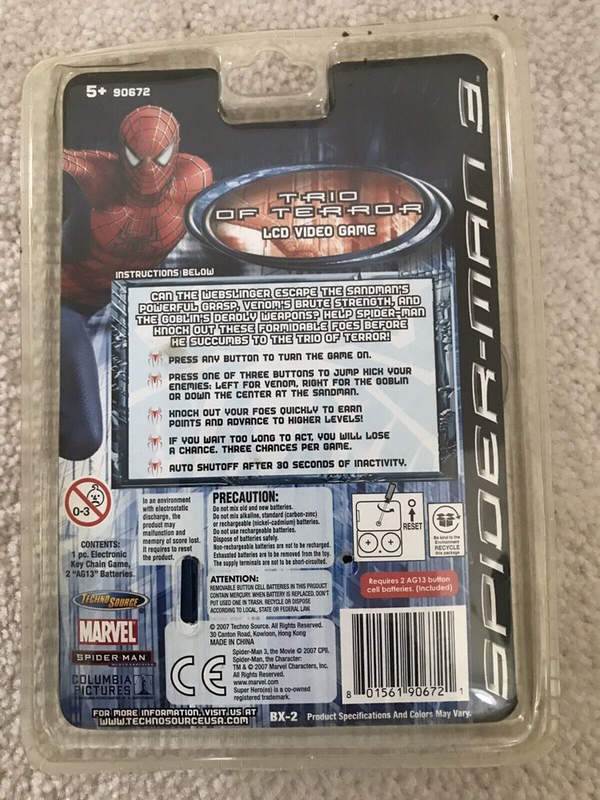 5+ 90672
SPIDER-MAN 3™
TRIO
OF TERROR
LCD VIDEO GAME
INSTRUCTIONS BELOW
CAN THE WEBSLINGER ESCAPE THE SANDMAN'S
POWERFUL GRASP, VENOM'S BRUTE STRENGTH, AND
THE GOBLIN'S DEADLY WEAPONS? HELP SPIDER-MAN
KNOCK OUT THESE FORMIDABLE FOES BEFORE
HE SUCCUMBS TO THE TRIO OF TERROR!
PRESS ANY BUTTON TO TURN THE GAME ON.
PRESS ONE OF THREE BUTTONS TO JUMP KICK YOUR
ENEMIES: LEFT FOR VENOM, RIGHT FOR THE GOBLIN
OR DOWN THE CENTER AT THE SANDMAN.
KNOCK OUT YOUR FOES QUICKLY TO EARN
POINTS AND ADVANCE TO HIGHER LEVELS!
IF YOU WAIT TOO LONG TO ACT, YOU WILL LOSE
A CHANCE. THREE CHANCES PER GAME.
AUTO SHUTOFF AFTER 30 SECONDS OF INACTIVITY.
0-3
CONTENTS:
1 pc. Electronic
Key Chain Game,
2 "AG13" Batteries.
In an environment
with electrostatic
discharge, the
product may
malfunction and
memory of score lost.
It requires to reset
the product.
PRECAUTION:
Do not mix old and new batteries.
Do not mix alkaline, standard (carbon-zinc)
or rechargeable (nickel-cadmium) batteries.
Do not use rechargeable batteries.
Dispose of batteries safely.
Non-rechargeable batteries are not to be recharged.
Exhausted batteries are to be removed from the toy.
The supply terminals are not to be short-circuited.
RESET
Be kind to the
Environment
RECYCLE
this package
ATTENTION:
REMOVABLE BUTTON CELL BATTERIES IN THIS PRODUCT
CONTAIN MERCURY. WHEN BATTERY IS REPLACED, DON'T
PUT USED ONE IN TRASH. RECYCLE OR DISPOSE
ACCORDING TO LOCAL, STATE OR FEDERAL LAW.
Requires 2 AG13 button
cell batteries. (Included)
TECHNO SOURCE
MARVEL
SPIDER-MAN
MERCHANDISE
COLUMBIA
PICTURES
© 2007 Techno Source. All Rights Reserved.
30 Canton Road, Kowloon, Hong Kong
MADE IN CHINA
CE
Spider-Man 3, the Movie © 2007 CPII.
Spider-Man, the Character:
TM & © 2007 Marvel Characters, Inc.
All Rights Reserved.
www.marvel.com
Super Hero(es) is a co-owned
registered trademark.
8 01561 90672 1
FOR MORE INFORMATION, VISIT US AT
WWW.TECHNOSOURCEUSA.COM
BX-2 Product Specifications And Colors May Vary.